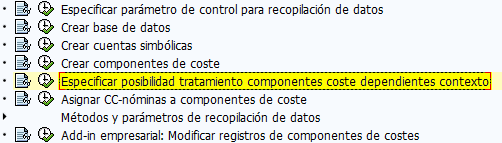 Especificar parámetro de control para recopilación de datos
Crear base de datos
Crear cuentas simbólicas
Crear componentes de coste
Especificar posibilidad tratamiento componentes coste dependientes contexto
Asignar CC-nóminas a componentes de coste
Métodos y parámetros de recopilación de datos
Add-in empresarial: Modificar registros de componentes de costes